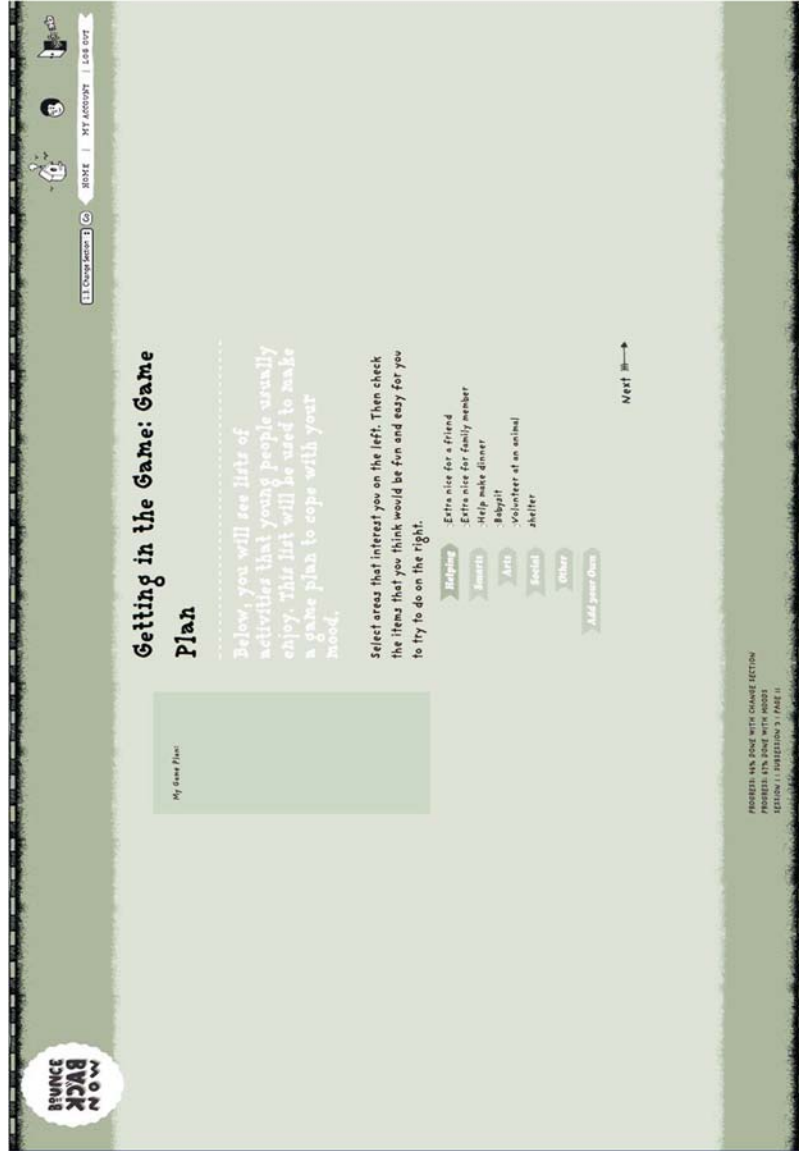 BOUNCE
BACK
NOW
HOME | MY ACCOUNT | LOG OUT
1.3. Change Section Go
Getting in the Game: Game
Plan
My Game Plan:
Below, you will see lists of
activities that young people usually
enjoy. This list will be used to make
a game plan to cope with your
mood.
Select areas that interest you on the left. Then check
the items that you think would be fun and easy for you
to try to do on the right.
Helping
Smarts
Arts
Social
Other
Add your Own
Extra nice for a friend
Extra nice for family member
Help make dinner
Babysit
Volunteer at an animal
shelter
Next
PROGRESS: 46% DONE WITH CHANGE SECTION
PROGRESS: 67% DONE WITH MOODS
SESSION 1 | SUBSESSION 3 | PAGE 11